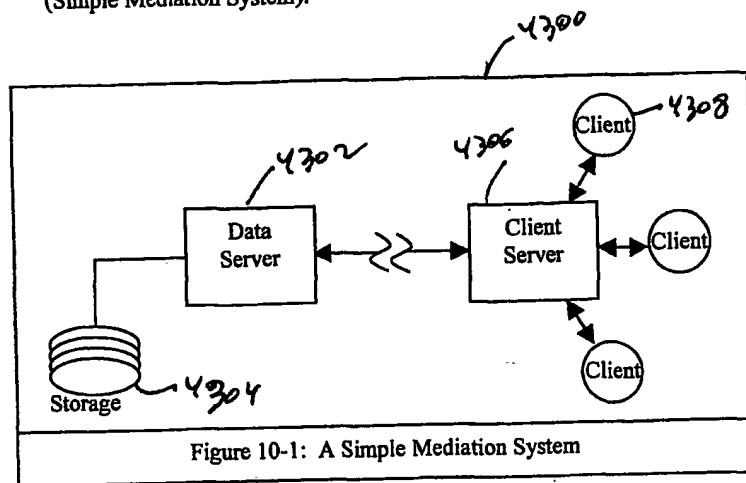 (Simple Mediation System).
4300
Client
4308
4302
4306
Data
Server
Client
Server
Client
Client
Storage
4304
Figure 10-1: A Simple Mediation System